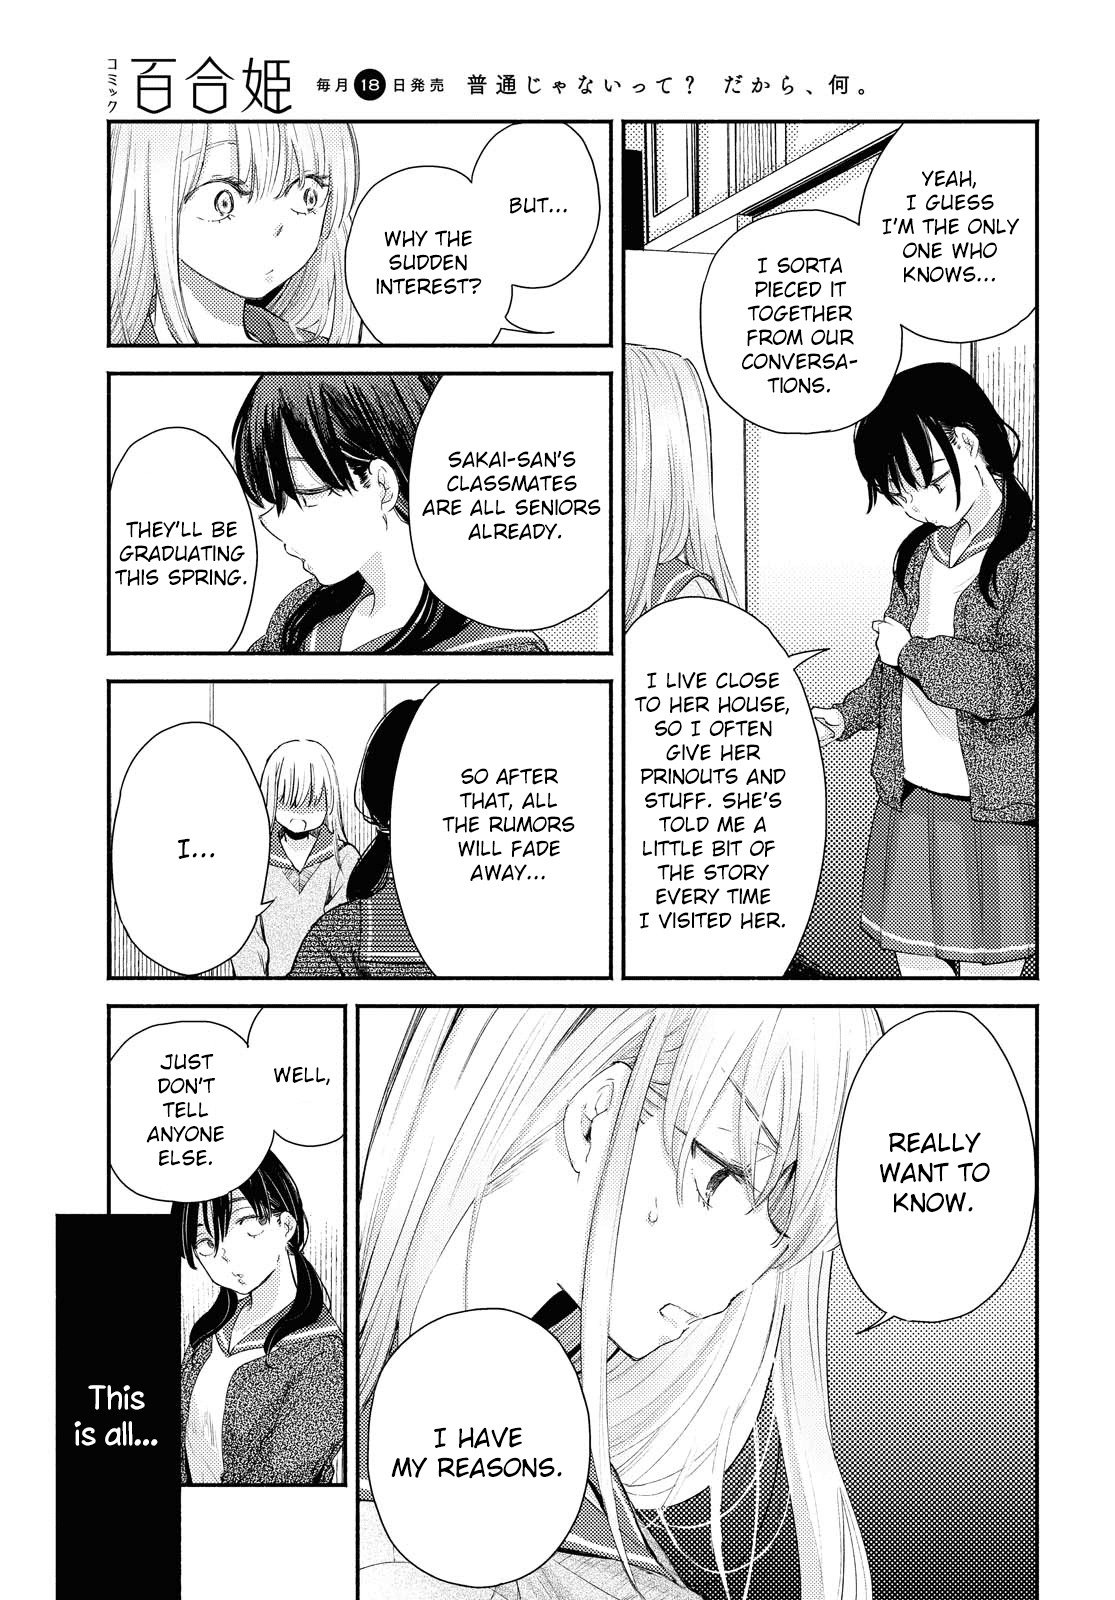 コミック
百合姫
毎月18日発売 普通じゃないって? だから、何。
YEAH,
I GUESS
I'M THE ONLY
ONE WHO
KNOWS...
I SORTA
PIECED IT
TOGETHER
FROM OUR
CONVERSA-
TIONS.
I LIVE CLOSE
TO HER HOUSE,
SO I OFTEN
GIVE HER
PRINOUTS AND
STUFF. SHE'S
TOLD ME A
LITTLE BIT OF
THE STORY
EVERY TIME
I VISITED HER.
BUT...
WHY THE
SUDDEN
INTEREST?
SAKAI-SAN'S
CLASSMATES
ARE ALL SENIORS
ALREADY.
THEY'LL BE
GRADUATING
THIS SPRING.
SO AFTER
THAT, ALL
THE RUMORS
WILL FADE
AWAY...
I...
REALLY
WANT TO
KNOW.
I HAVE
MY REASONS.
WELL,
JUST
DON'T
TELL
ANYONE
ELSE.
This
is all...